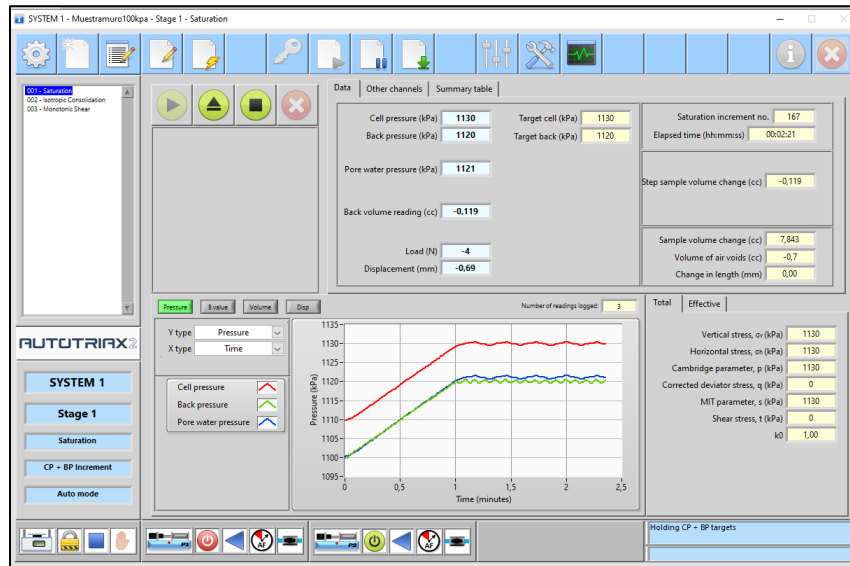 SYSTEM 1 - Muestramuro100kpa - Stage 1 - Saturation
001 - Saturation
002 - Isotropic Consolidation
003 - Monotonic Shear
Data Other channels Summary table
Cell pressure (kPa) 1130 Target cell (kPa) 1130
Back pressure (kPa) 1120 Target back (kPa) 1120
Pore water pressure (kPa) 1121
Back volume reading (cc) -0,119
Load (N) -4
Displacement (mm) -0,69
Saturation increment no. 167
Elapsed time (hh:mm:ss) 00:02:21
Step sample volume change (cc) -0,119
Sample volume change (cc) 7,843
Volume of air voids (cc) -0,7
Change in length (mm) 0,00
Pressure B value Volume Disp
Number of readings logged: 3
Y type Pressure
X type Time
Cell pressure
Back pressure
Pore water pressure
Pressure (kPa)
1135
1130
1125
1120
1115
1110
1105
1100
1095
0 0,5 1 1,5 2 2,5
Time (minutes)
Total Effective
Vertical stress, σv (kPa) 1130
Horizontal stress, σh (kPa) 1130
Cambridge parameter, p (kPa) 1130
Corrected deviator stress, q (kPa) 0
MIT parameter, s (kPa) 1130
Shear stress, t (kPa) 0
k0 1,00
AUTOTRIAX2
SYSTEM 1
Stage 1
Saturation
CP + BP Increment
Auto mode
P1 AF P2 AF
Holding CP + BP targets